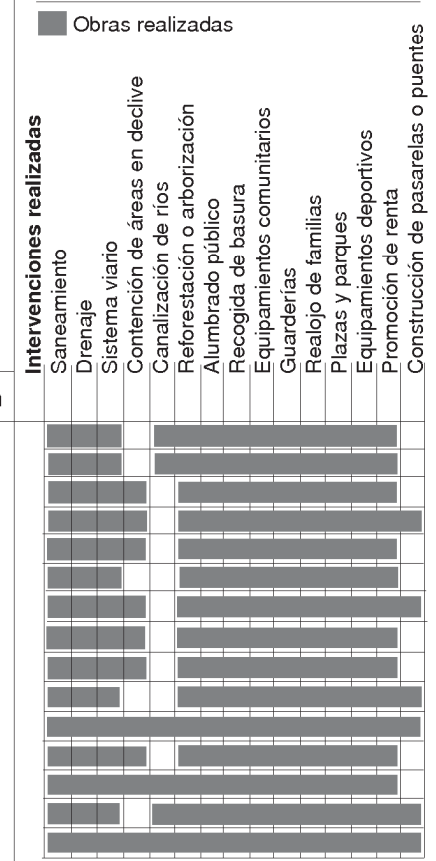 Obras realizadas
Intervenciones realizadas
Saneamiento
Drenaje
Sistema viario
Contención de áreas en declive
Canalización de ríos
Reforestación o arborización
Alumbrado público
Recogida de basura
Equipamientos comunitarios
Guarderías
Realojo de familias
Plazas y parques
Equipamientos deportivos
Promoción de renta
Construcción de pasarelas o puentes